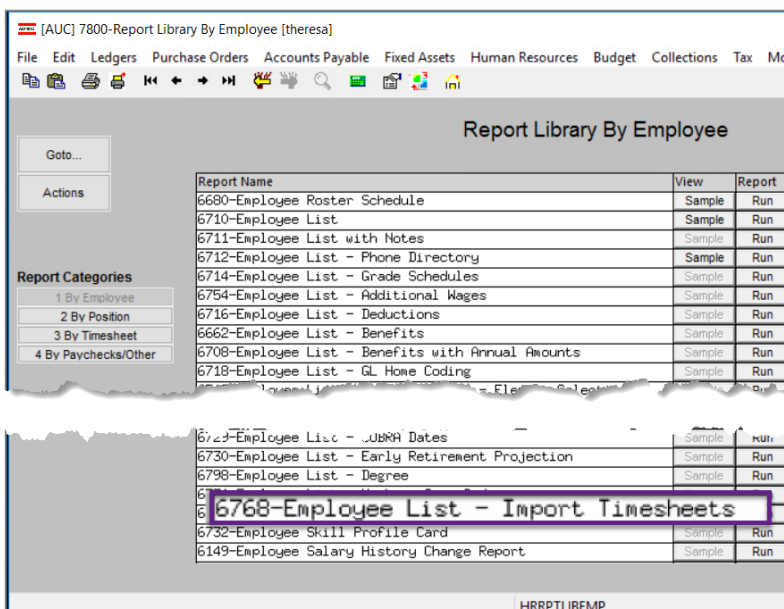 [AUC] 7800-Report Library By Employee [theresa]
File Edit Ledgers Purchase Orders Accounts Payable Fixed Assets Human Resources Budget Collections Tax
Report Library By Employee
Goto...
Actions
Report Categories
1 By Employee
2 By Position
3 By Timesheet
4 By Paychecks/Other
Report Name View Report
6680-Employee Roster Schedule Sample Run
6710-Employee List Sample Run
6711-Employee List with Notes Sample Run
6712-Employee List - Phone Directory Sample Run
6714-Employee List - Grade Schedules Sample Run
6754-Employee List - Additional Wages Sample Run
6716-Employee List - Deductions Sample Run
6662-Employee List - Benefits Sample Run
6708-Employee List - Benefits with Annual Amounts Sample Run
6718-Employee List - GL Home Coding Sample Run
6729-Employee List - COBRA Dates Sample Run
6730-Employee List - Early Retirement Projection Sample Run
6798-Employee List - Degree Sample Run
6768-Employee List - Import Timesheets
6732-Employee Skill Profile Card Sample Run
6149-Employee Salary History Change Report Sample Run
HRRPTLIBEMP